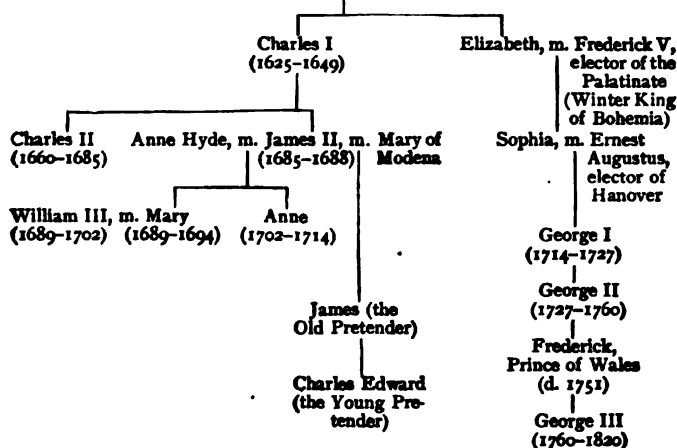 Charles I
(1625–1649)
Elizabeth, m. Frederick V,
elector of the
Palatinate
(Winter King
of Bohemia)
Charles II
(1660–1685)
Anne Hyde, m. James II, m. Mary of
(1685–1688) Modena
Sophia, m. Ernest
Augustus,
elector of
Hanover
William III, m. Mary
(1689–1702) (1689–1694)
Anne
(1702–1714)
George I
(1714–1727)
George II
(1727–1760)
James (the
Old Pretender)
Frederick,
Prince of Wales
(d. 1751)
Charles Edward
(the Young Pre-
tender)
George III
(1760–1820)